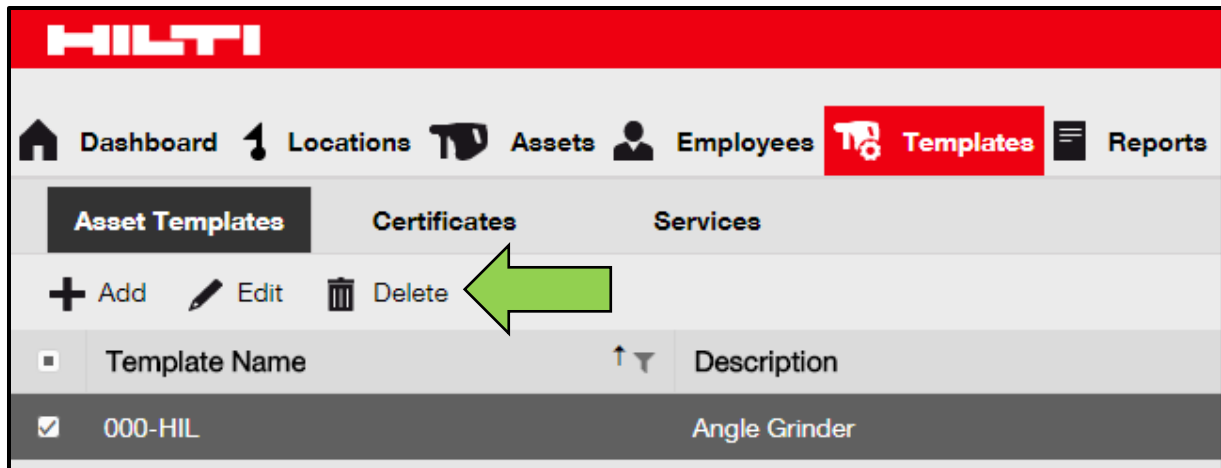 HILTI
Dashboard Locations Assets Employees Templates Reports
Asset Templates Certificates Services
Add Edit Delete
Template Name Description
000-HIL Angle Grinder